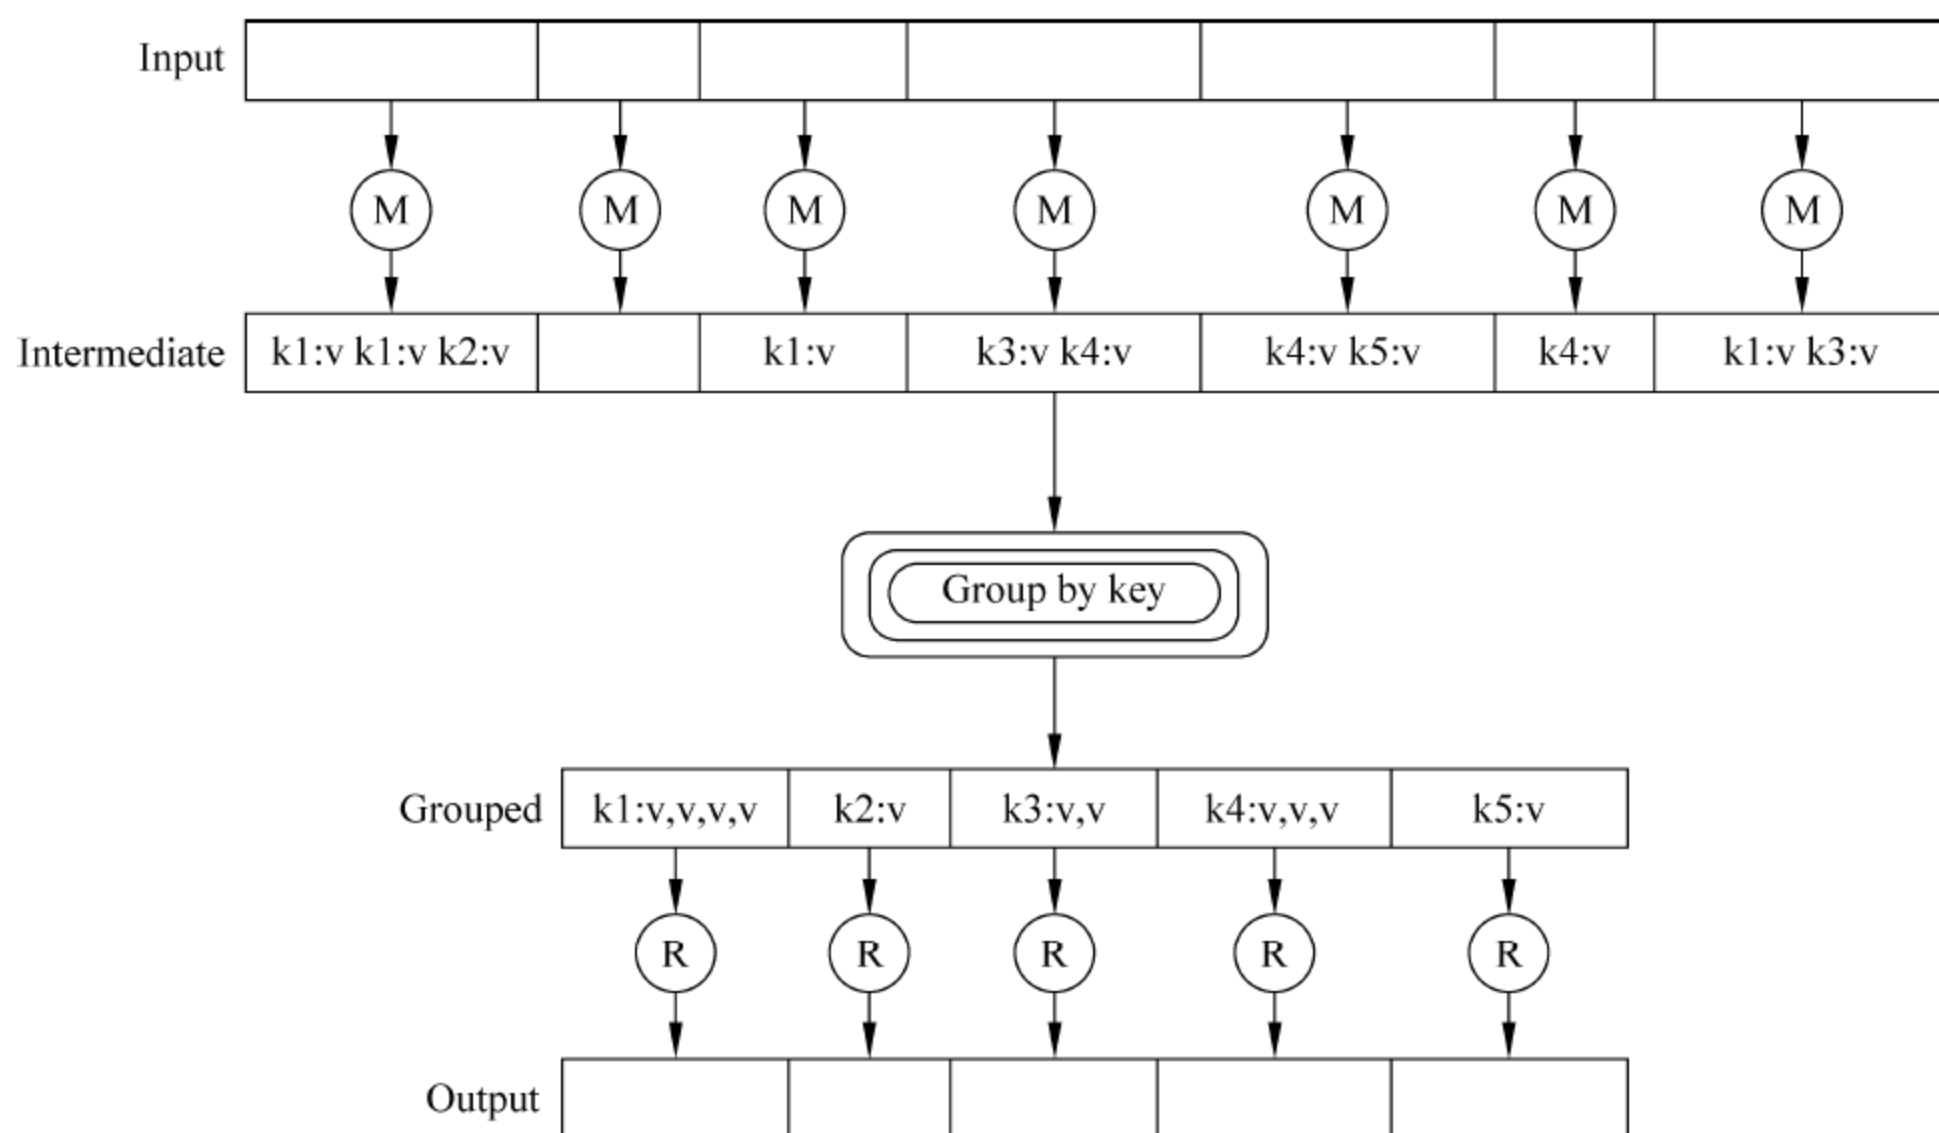 Input
M M M M M M M
Intermediate k1:v k1:v k2:v k1:v k3:v k4:v k4:v k5:v k4:v k1:v k3:v
Group by key
Grouped k1:v,v,v,v k2:v k3:v,v k4:v,v,v k5:v
R R R R R
Output